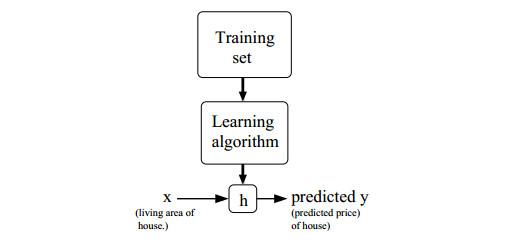 Training
set
Learning
algorithm
x
h
predicted y
(living area of
house.)
(predicted price)
of house)